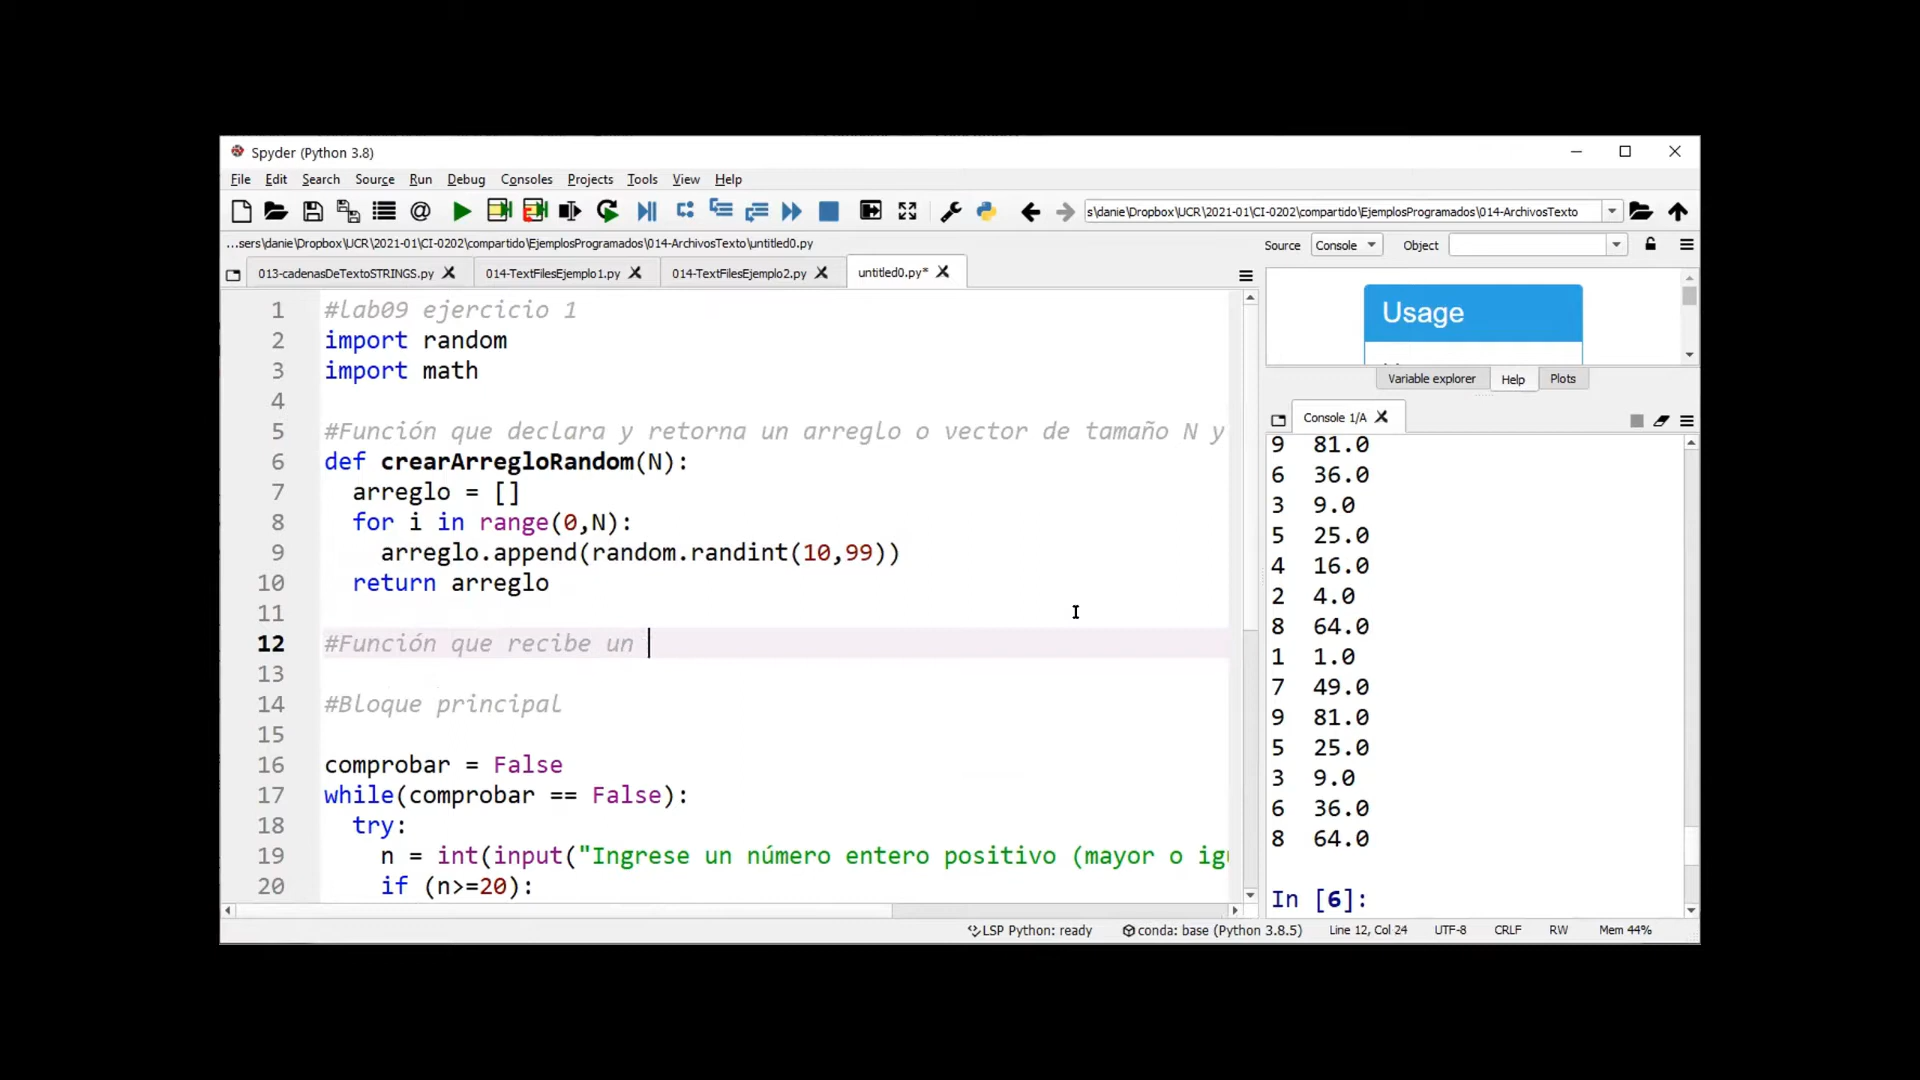 Spyder (Python 3.8)
File Edit Search Source Run Debug Consoles Projects Tools View Help
s\danie\Dropbox\UCR\2021-01\CI-0202\compartido\EjemplosProgramados\014-ArchivosTexto
...sers\danie\Dropbox\UCR\2021-01\CI-0202\compartido\EjemplosProgramados\014-ArchivosTexto\untitled0.py
Source Console Object
013-cadenasDeTextoSTRINGS.py 014-TextFilesEjemplo1.py 014-TextFilesEjemplo2.py untitled0.py*
1 #lab09 ejercicio 1
2 import random
3 import math
4
5 #Función que declara y retorna un arreglo o vector de tamaño N y
6 def crearArregloRandom(N):
7 arreglo = []
8 for i in range(0,N):
9 arreglo.append(random.randint(10,99))
10 return arreglo
11
12 #Función que recibe un
13
14 #Bloque principal
15
16 comprobar = False
17 while(comprobar == False):
18 try:
19 n = int(input("Ingrese un número entero positivo (mayor o igu
20 if (n>=20):
Usage
Variable explorer Help Plots
Console 1/A
9 81.0
6 36.0
3 9.0
5 25.0
4 16.0
2 4.0
8 64.0
1 1.0
7 49.0
9 81.0
5 25.0
3 9.0
6 36.0
8 64.0
In [6]:
LSP Python: ready conda: base (Python 3.8.5) Line 12, Col 24 UTF-8 CRLF RW Mem 44%